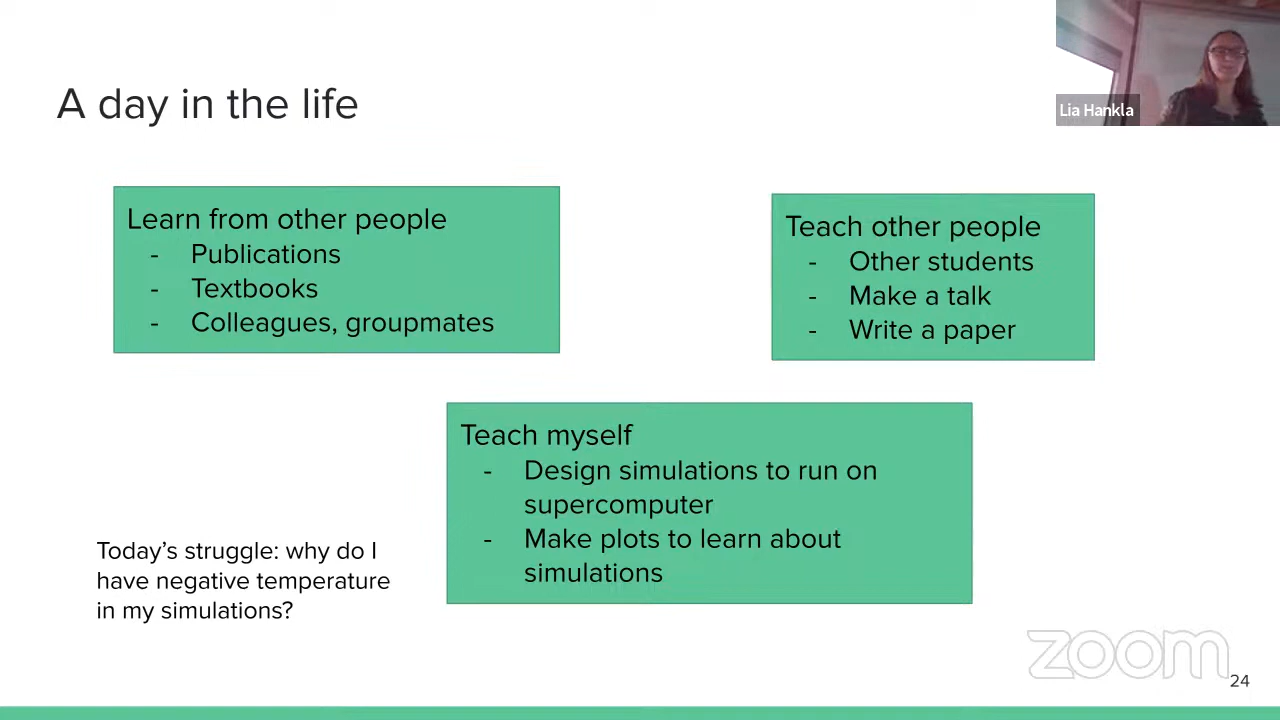 A day in the life
Lia Hankla
Learn from other people
- Publications
- Textbooks
- Colleagues, groupmates
Teach other people
- Other students
- Make a talk
- Write a paper
Teach myself
- Design simulations to run on
supercomputer
- Make plots to learn about
simulations
Today's struggle: why do I
have negative temperature
in my simulations?
zoom
24